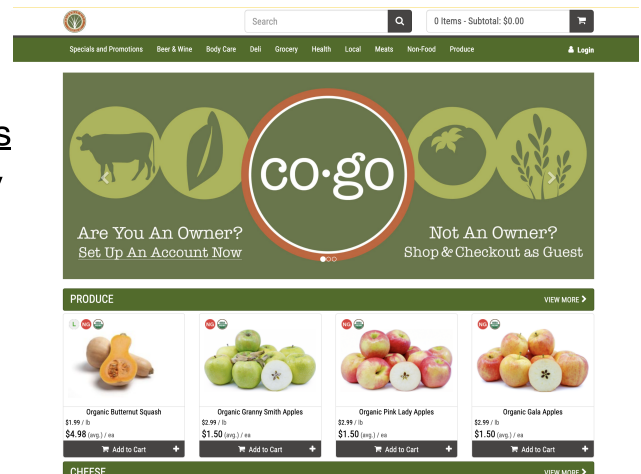 Search
0 Items - Subtotal: $0.00
Specials and Promotions Beer & Wine Body Care Deli Grocery Health Local Meats Non-Food Produce Login
s
y
co·go
Are You An Owner?
Set Up An Account Now
Not An Owner?
Shop & Checkout as Guest
PRODUCE VIEW MORE
L NG
NG
NG
NG
Organic Butternut Squash
$1.99 / lb
$4.98 (avg.) / ea
Add to Cart +
Organic Granny Smith Apples
$2.99 / lb
$1.50 (avg.) / ea
Add to Cart +
Organic Pink Lady Apples
$2.99 / lb
$1.50 (avg.) / ea
Add to Cart +
Organic Gala Apples
$2.99 / lb
$1.50 (avg.) / ea
Add to Cart +
CHEESE VIEW MORE